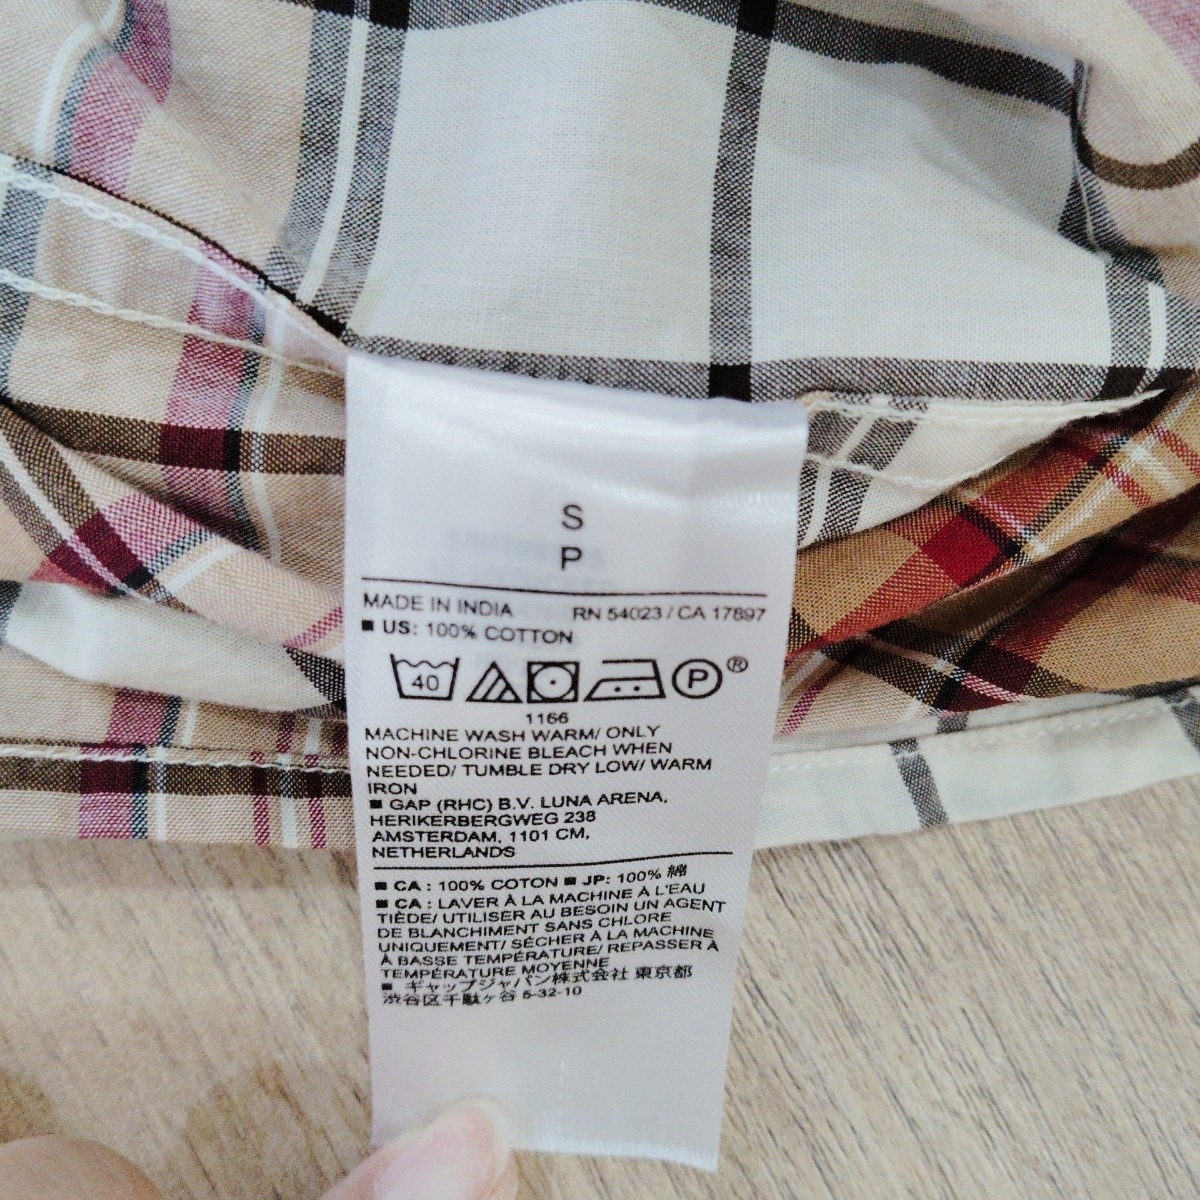 S
P
MADE IN INDIA RN 54023 / CA 17897
■ US: 100% COTTON
40 P ®
1166
MACHINE WASH WARM/ ONLY
NON-CHLORINE BLEACH WHEN
NEEDED/ TUMBLE DRY LOW/ WARM
IRON
■ GAP (RHC) B.V. LUNA ARENA,
HERIKERBERGWEG 238
AMSTERDAM, 1101 CM,
NETHERLANDS
■ CA : 100% COTON ■ JP: 100% 綿
■ CA : LAVER À LA MACHINE À L'EAU
TIÈDE/ UTILISER AU BESOIN UN AGENT
DE BLANCHIMENT SANS CHLORE
UNIQUEMENT/ SÉCHER À LA MACHINE
À BASSE TEMPÉRATURE/ REPASSER À
TEMPÉRATURE MOYENNE
■ ギャップジャパン株式会社 東京都
渋谷区千駄ヶ谷 5-32-10